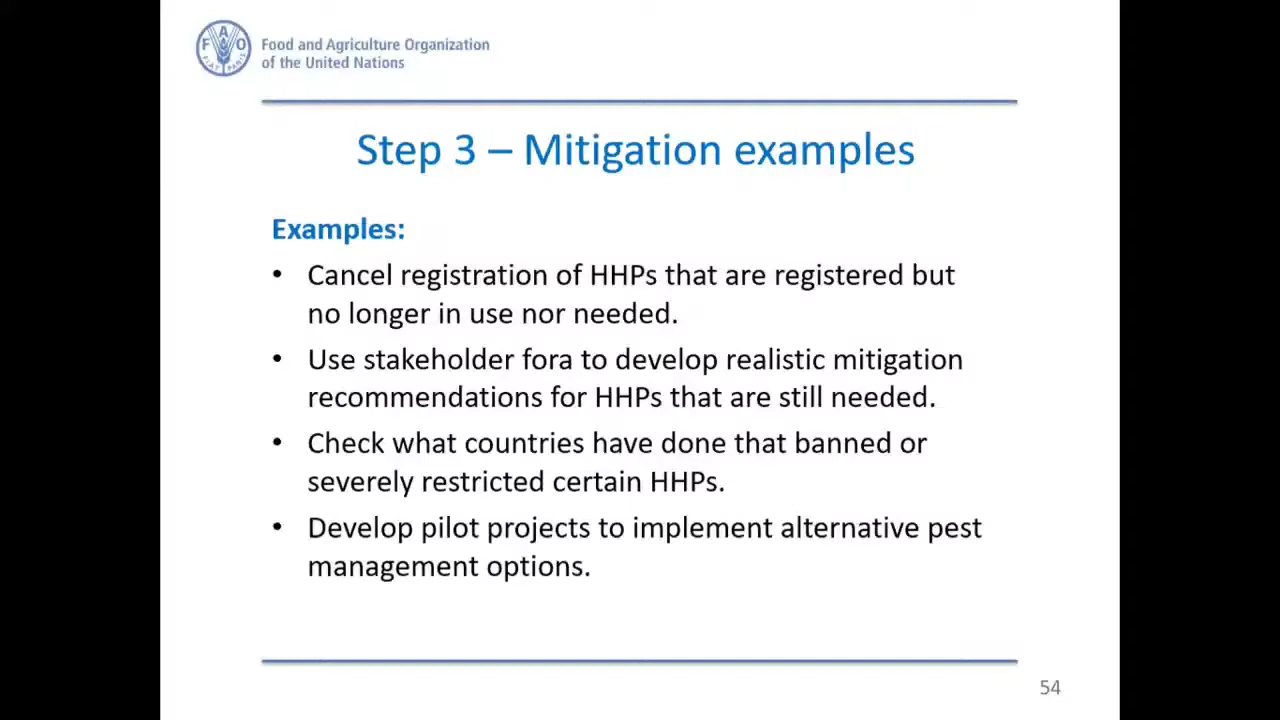 F A O
FIAT PANIS
Food and Agriculture Organization
of the United Nations
Step 3 – Mitigation examples
Examples:
• Cancel registration of HHPs that are registered but
no longer in use nor needed.
• Use stakeholder fora to develop realistic mitigation
recommendations for HHPs that are still needed.
• Check what countries have done that banned or
severely restricted certain HHPs.
• Develop pilot projects to implement alternative pest
management options.
54